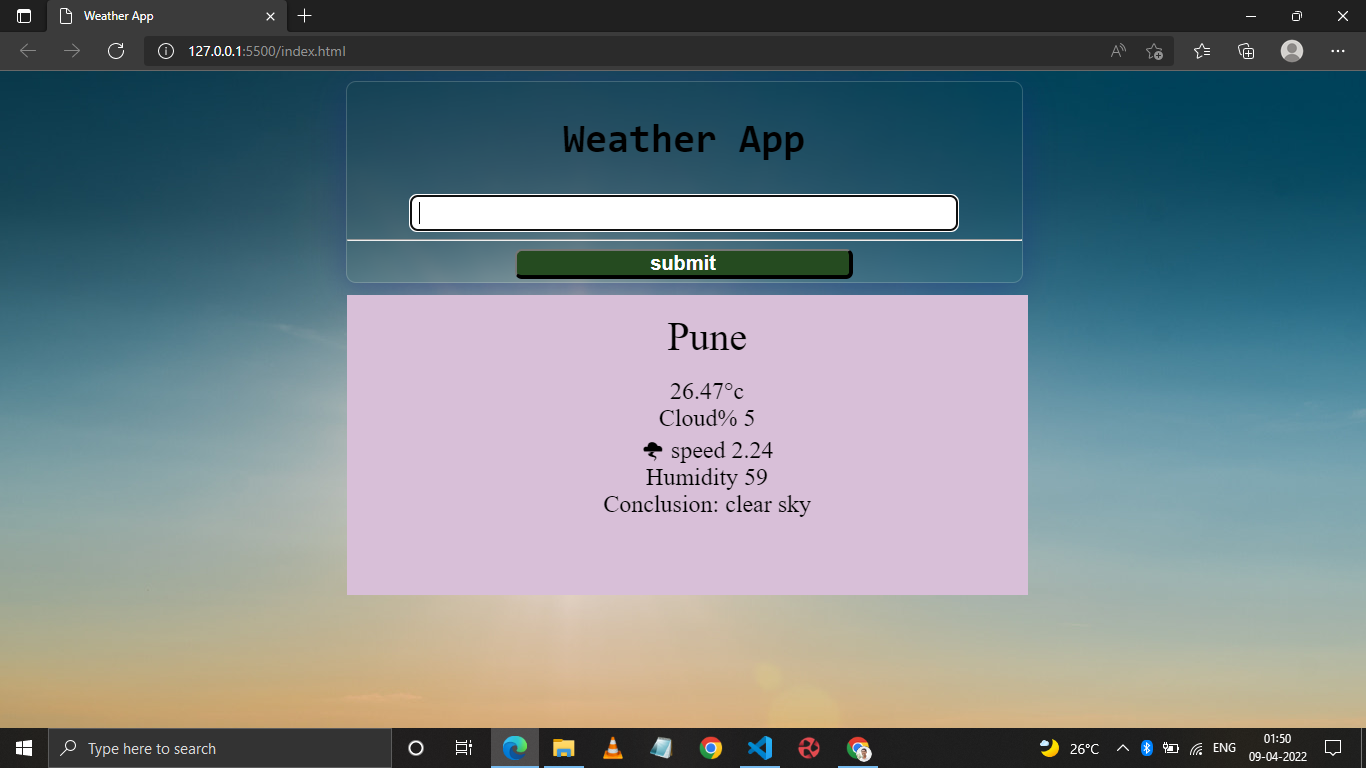 Weather App
127.0.0.1:5500/index.html
Weather App
submit
Pune
26.47°c
Cloud% 5
speed 2.24
Humidity 59
Conclusion: clear sky
Type here to search
26°C
ENG
01:50
09-04-2022